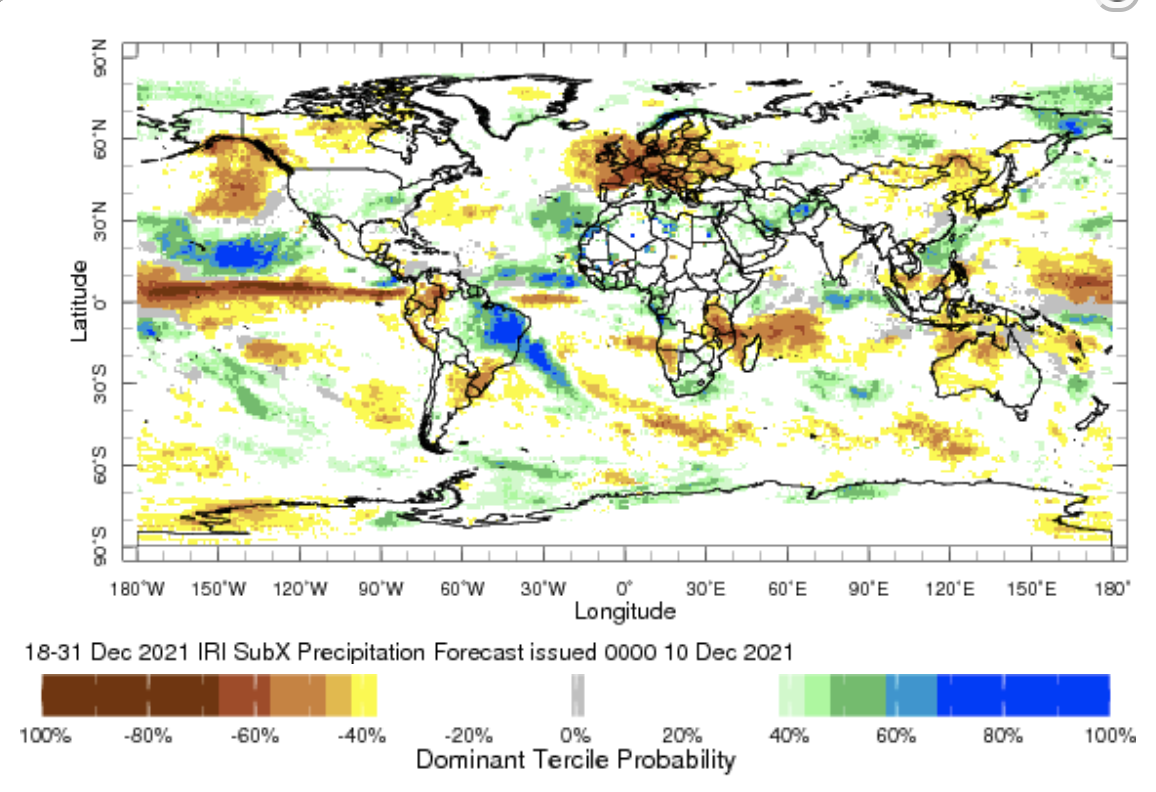 90°N
60°N
30°N
0°
30°S
60°S
90°S
Latitude
180°W 150°W 120°W 90°W 60°W 30°W 0° 30°E 60°E 90°E 120°E 150°E 180°
Longitude
18-31 Dec 2021 IRI SubX Precipitation Forecast issued 0000 10 Dec 2021
100% -80% -60% -40% -20% 0% 20% 40% 60% 80% 100%
Dominant Tercile Probability